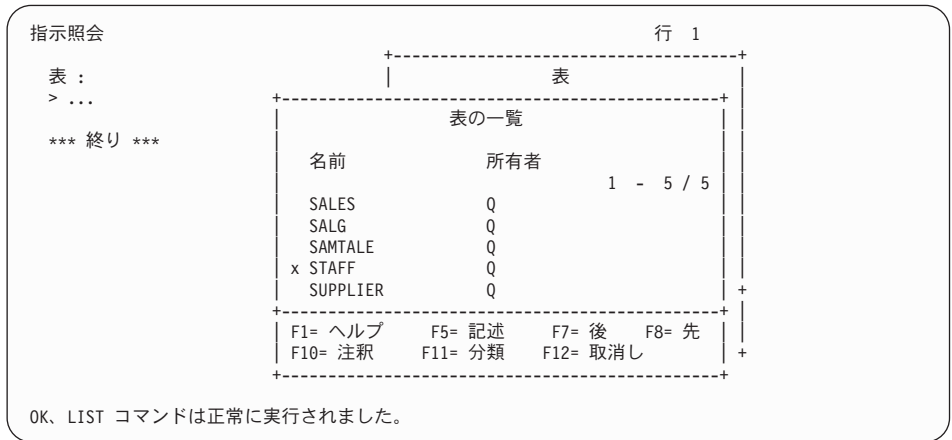 指示照会 行 1
表 : 表
> ...
表の一覧
*** 終り ***
名前 所有者
1 - 5 / 5
SALES Q
SALG Q
SAMTALE Q
x STAFF Q
SUPPLIER Q
F1= ヘルプ F5= 記述 F7= 後 F8= 先
F10= 注釈 F11= 分類 F12= 取消し
OK、LIST コマンドは正常に実行されました。